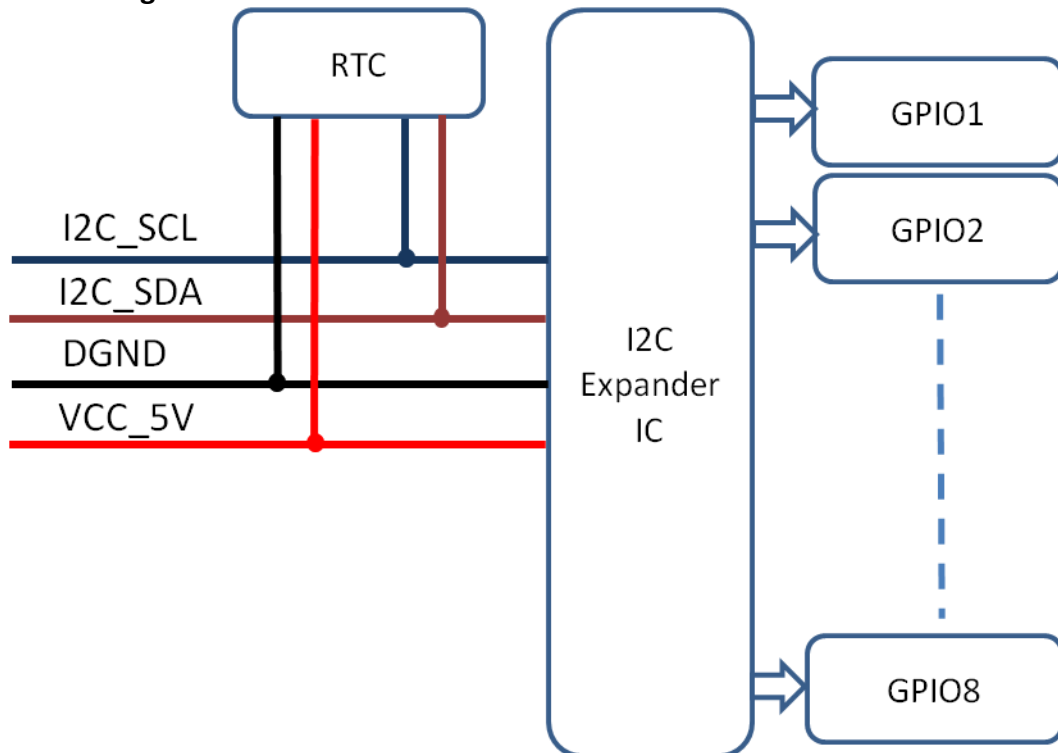 RTC
GPIO1
I2C_SCL
GPIO2
I2C_SDA
DGND
VCC_5V
I2C
Expander
IC
GPIO8